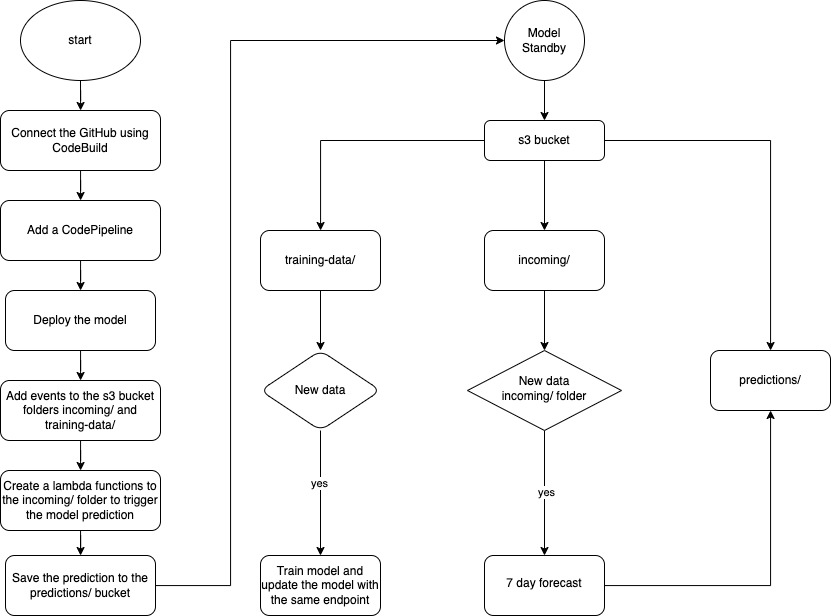 start
Connect the GitHub using
CodeBuild
Add a CodePipeline
Deploy the model
Add events to the s3 bucket
folders incoming/ and
training-data/
Create a lambda functions to
the incoming/ folder to trigger
the model prediction
Save the prediction to the
predictions/ bucket
Model
Standby
s3 bucket
training-data/
incoming/
predictions/
New data
New data
incoming/ folder
yes
yes
Train model and
update the model with
the same endpoint
7 day forecast